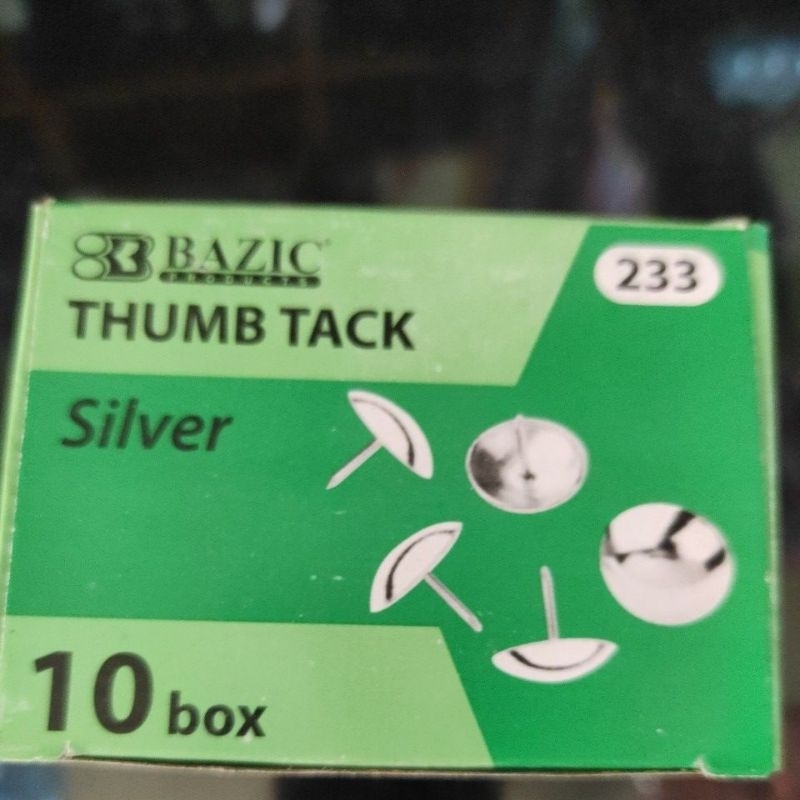 BAZIC
PRODUCTS
233
THUMB TACK
Silver
10 box